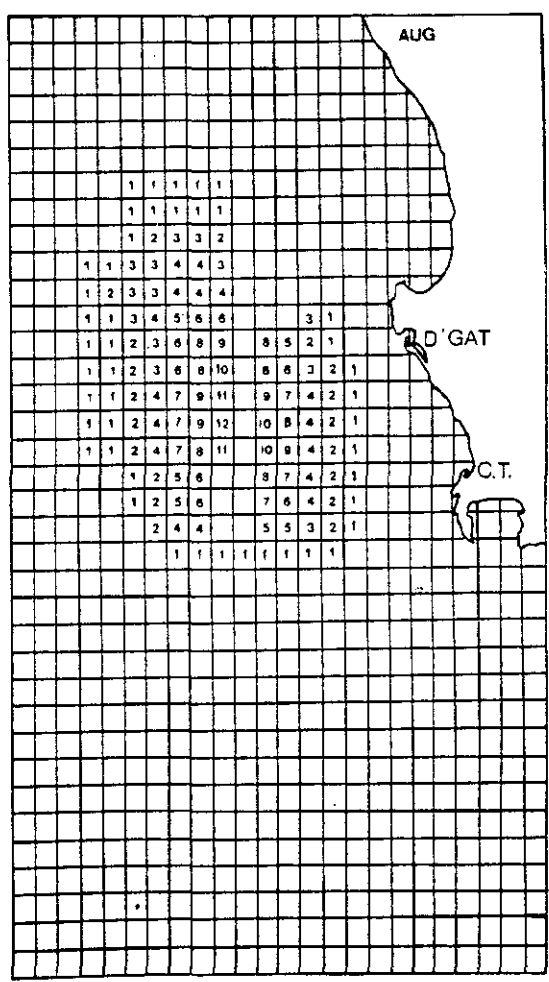 AUG
1 1 1 1 1
1 1 1 1 1
1 2 3 3 2
1 1 3 3 4 4 3
1 2 3 3 4 4 4
1 1 3 4 5 6 6 3 1
1 1 2 3 6 8 9 8 5 2 1
D'GAT
1 1 2 3 6 8 10 8 6 3 2 1
1 1 2 4 7 9 11 9 7 4 2 1
1 1 2 4 7 9 12 10 8 4 2 1
1 1 2 4 7 8 11 10 9 4 2 1
1 2 5 6 8 7 4 2 1
C.T.
1 2 5 6 7 6 4 2 1
2 4 4 5 5 3 2 1
1 1 1 1 1 1 1 1